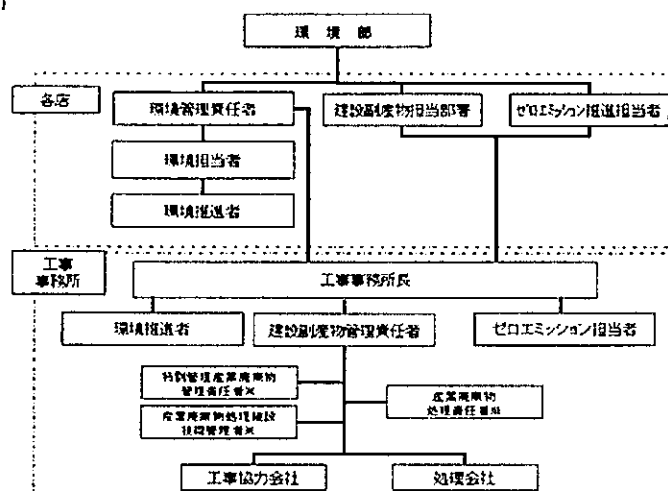 環境部
各店
環境管理責任者
建設副産物担当部署
ゼロエミッション推進担当者
環境担当者
環境推進者
工事
事務所
工事事務所長
環境推進者
建設副産物管理責任者
ゼロエミッション担当者
特別管理産業廃棄物
管理責任者※
産業廃棄物
処理責任者※
産業廃棄物処理施設
技術管理者※
工事協力会社
処理会社